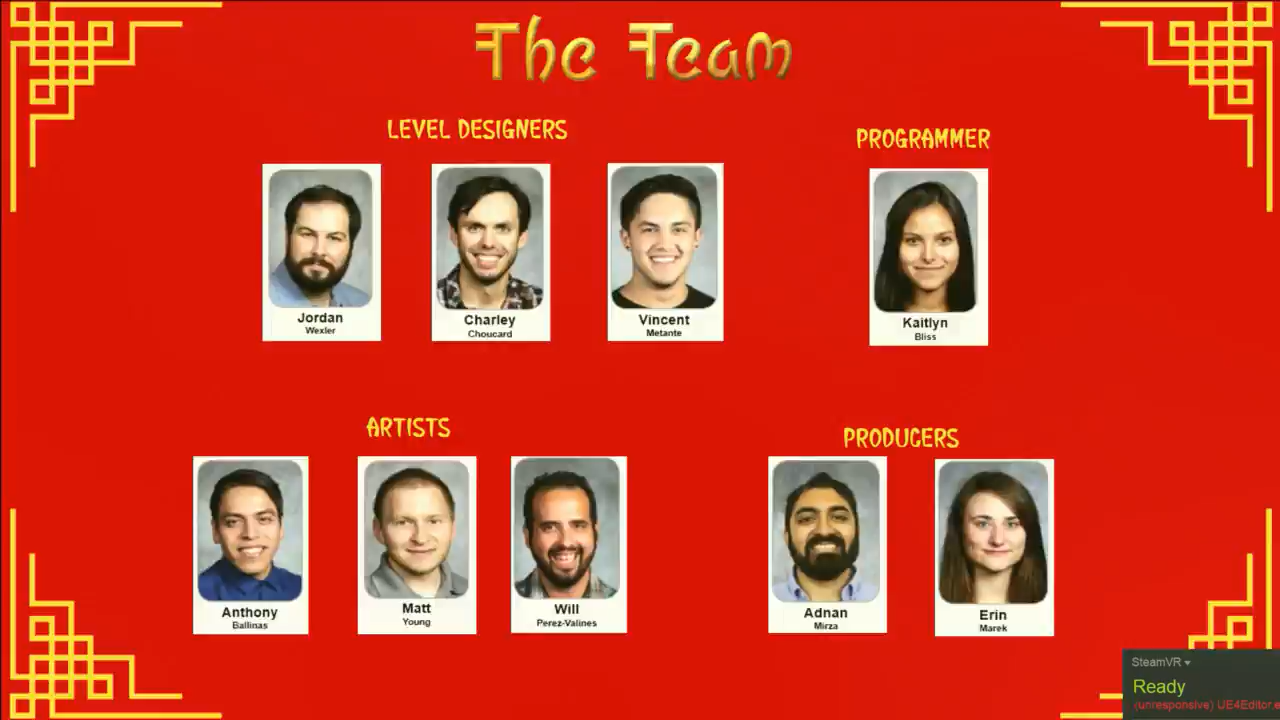 The Team
LEVEL DESIGNERS
PROGRAMMER
Jordan
Wexler
Charley
Choucard
Vincent
Metante
Kaitlyn
Bliss
ARTISTS
PRODUCERS
Anthony
Ballinas
Matt
Young
Will
Perez-Valines
Adnan
Mirza
Erin
Marek
SteamVR
Ready
(unresponsive) UE4Editor.e